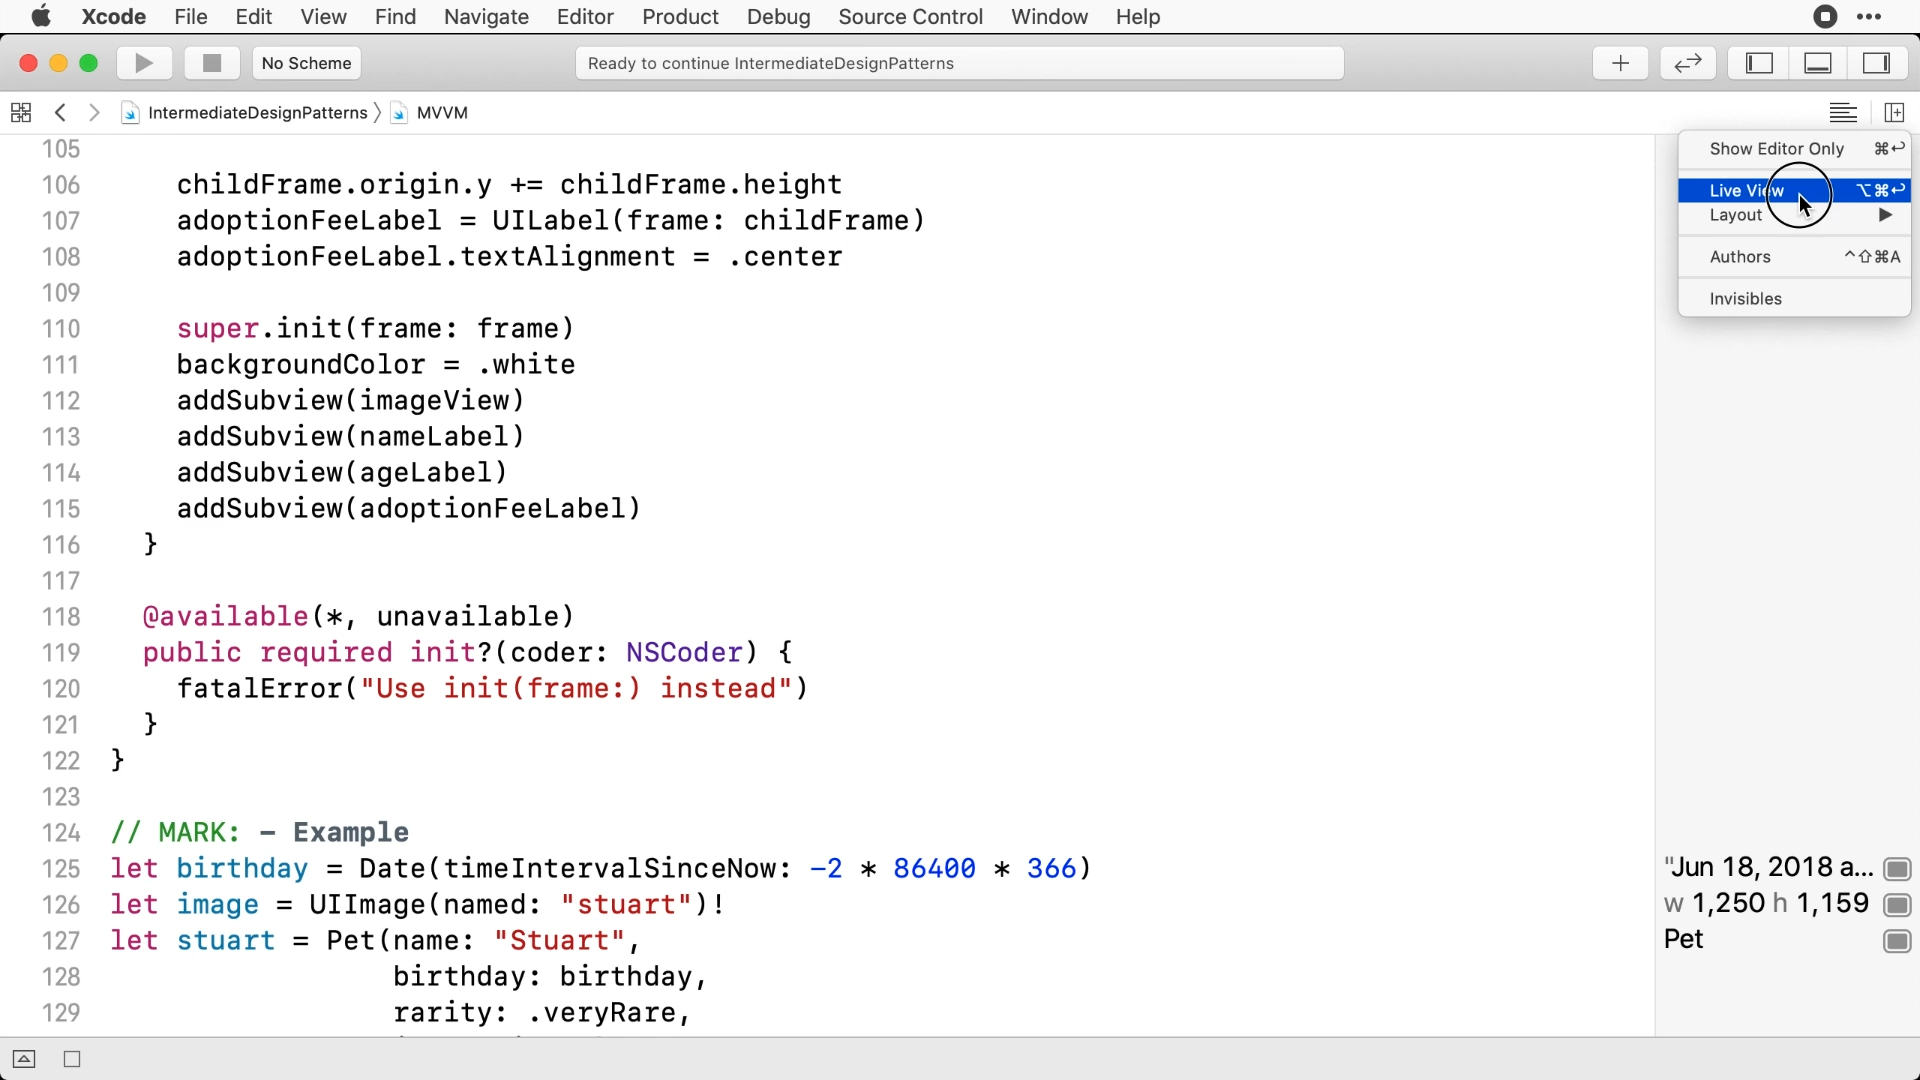 Xcode File Edit View Find Navigate Editor Product Debug Source Control Window Help
No Scheme
Ready to continue IntermediateDesignPatterns
IntermediateDesignPatterns 〉 MVVM
Show Editor Only ⌘↩
Live View ⌥⌘↩
Layout ▶
Authors ^⇧⌘A
Invisibles
105
106 childFrame.origin.y += childFrame.height
107 adoptionFeeLabel = UILabel(frame: childFrame)
108 adoptionFeeLabel.textAlignment = .center
109
110 super.init(frame: frame)
111 backgroundColor = .white
112 addSubview(imageView)
113 addSubview(nameLabel)
114 addSubview(ageLabel)
115 addSubview(adoptionFeeLabel)
116 }
117
118 @available(*, unavailable)
119 public required init?(coder: NSCoder) {
120 fatalError("Use init(frame:) instead")
121 }
122 }
123
124 // MARK: - Example
125 let birthday = Date(timeIntervalSinceNow: -2 * 86400 * 366) "Jun 18, 2018 a...
126 let image = UIImage(named: "stuart")! w 1,250 h 1,159
127 let stuart = Pet(name: "Stuart", Pet
128 birthday: birthday,
129 rarity: .veryRare,